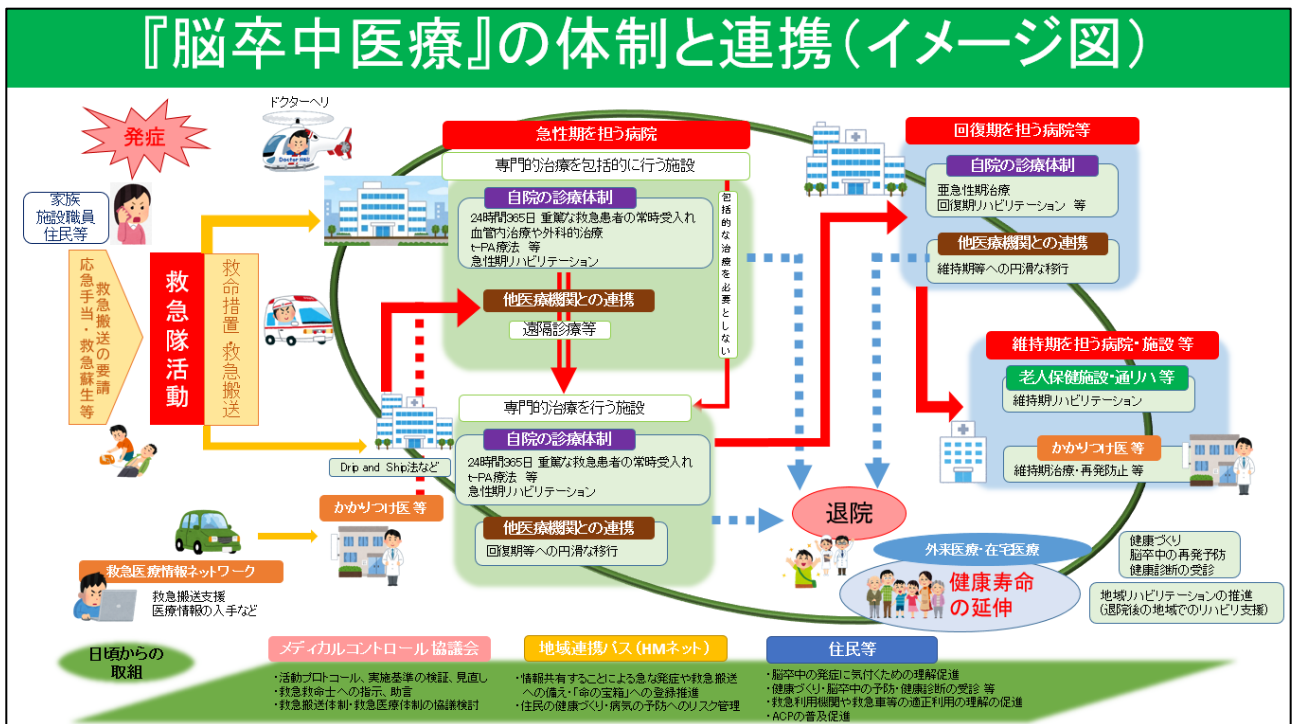 『脳卒中医療』の体制と連携(イメージ図)
発症
ドクターヘリ
Doctor Heli
家族
施設職員
住民等
救急搬送の要請
応急手当・救急蘇生等
救急隊活動
救命措置・救急搬送
急性期を担う病院
専門的治療を包括的に行う施設
自院の診療体制
24時間365日 重篤な救急患者の常時受入れ
血管内治療や外科的治療
t-PA療法 等
急性期リハビリテーション
他医療機関との連携
遠隔診療等
包括的な治療を必要としない
専門的治療を行う施設
自院の診療体制
24時間365日 重篤な救急患者の常時受入れ
t-PA療法 等
急性期リハビリテーション
他医療機関との連携
回復期等への円滑な移行
Drip and Ship法など
かかりつけ医 等
救急医療情報ネットワーク
救急搬送支援
医療情報の入手など
回復期を担う病院等
自院の診療体制
亜急性期治療
回復期リハビリテーション 等
他医療機関との連携
維持期等への円滑な移行
維持期を担う病院・施設 等
老人保健施設・通リハ 等
維持期リハビリテーション
かかりつけ医 等
維持期治療・再発防止 等
退院
外来医療・在宅医療
健康寿命
の延伸
健康づくり
脳卒中の再発予防
健康診断の受診
地域リハビリテーションの推進
(退院後の地域でのリハビリ支援)
日頃からの
取組
メディカルコントロール協議会
・活動プロトコール、実施基準の検証、見直し
・救急救命士への指示、助言
・救急搬送体制・救急医療体制の協議検討
地域連携パス(HMネット)
・情報共有することによる急な発症や救急搬送
への備え・「命の宝箱」への登録推進
・住民の健康づくり・病気の予防へのリスク管理
住民等
・脳卒中の発症に気付くための理解促進
・健康づくり・脳卒中の予防・健康診断の受診 等
・救急利用機関や救急車等の適正利用の理解の促進
・ACPの普及促進